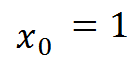 x₀ = 1